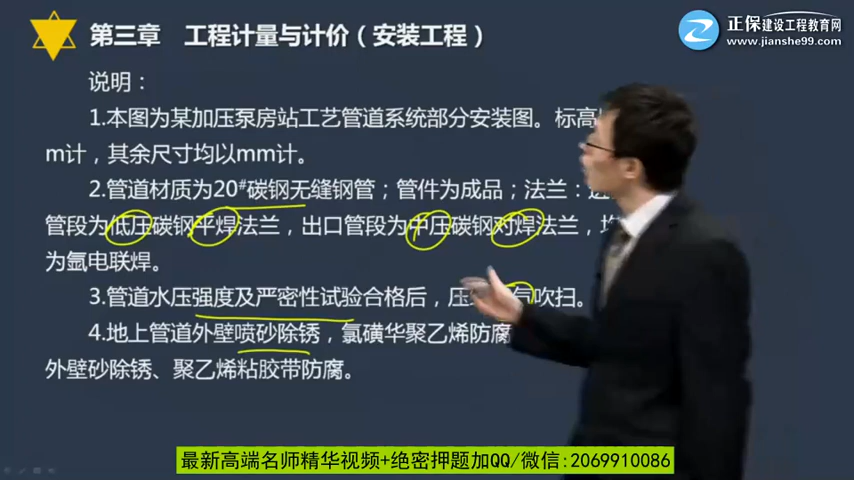 第三章 工程计量与计价（安装工程）
正保建设工程教育网
www.jianshe99.com
说明：
1.本图为某加压泵房站工艺管道系统部分安装图。标高
m计，其余尺寸均以mm计。
2.管道材质为20#碳钢无缝钢管；管件为成品；法兰：进
管段为低压碳钢平焊法兰，出口管段为中压碳钢对焊法兰，均
为氩电联焊。
3.管道水压强度及严密性试验合格后，压 气吹扫。
4.地上管道外壁喷砂除锈，氯磺华聚乙烯防腐
外壁砂除锈、聚乙烯粘胶带防腐。
最新高端名师精华视频+绝密押题加QQ/微信:2069910086